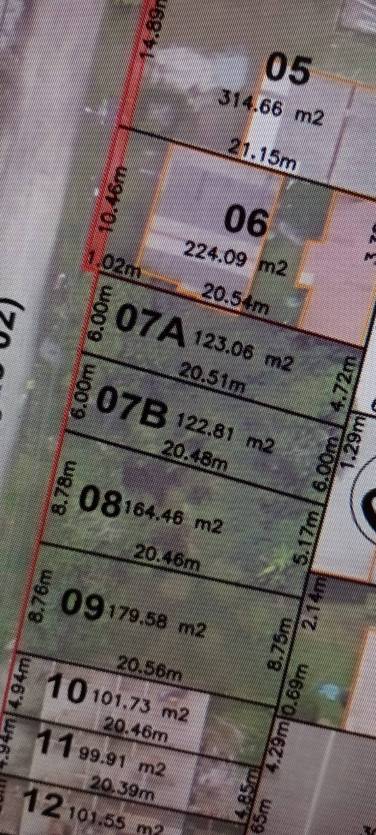 14.89m
05
314.66 m2
21.15m
10.46m
06
224.09 m2
1.02m
20.54m
6.00m
07A 123.06 m2
20.51m
4.72m
6.00m
07B 122.81 m2
20.48m
6.00m
1.29m
8.78m
08 164.46 m2
20.46m
5.17m
2.14m
8.76m
09 179.58 m2
20.56m
8.75m
0.69m
4.94m
10 101.73 m2
20.46m
4.29m
4.94m
11 99.91 m2
20.39m
4.85m
12 101.55 m2